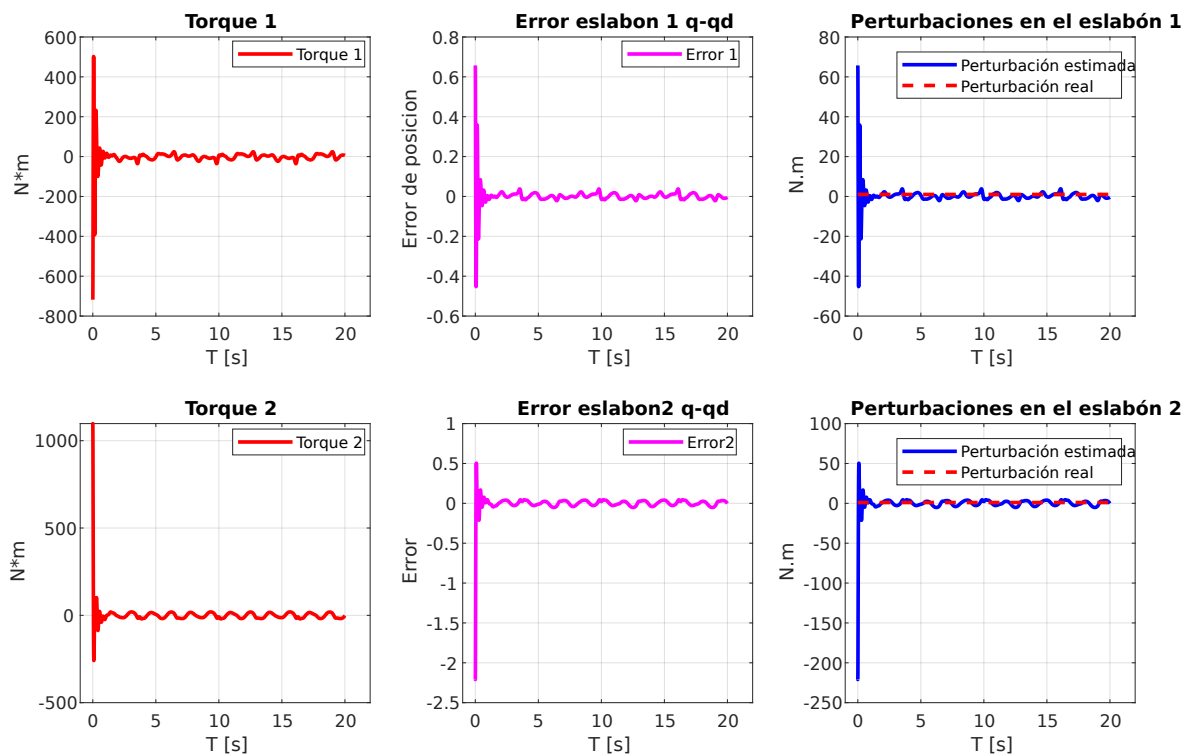 Torque 1
600
400
200
0
-200
-400
-600
-800
N*m
Torque 1
0 5 10 15 20
T [s]
Error eslabon 1 q-qd
0.8
0.6
0.4
0.2
0
-0.2
-0.4
-0.6
Error de posicion
Error 1
0 5 10 15 20
T [s]
Perturbaciones en el eslabón 1
80
60
40
20
0
-20
-40
-60
N.m
Perturbación estimada
Perturbación real
0 5 10 15 20
T [s]
Torque 2
1000
500
0
-500
N*m
Torque 2
0 5 10 15 20
T [s]
Error eslabon2 q-qd
1
0.5
0
-0.5
-1
-1.5
-2
-2.5
Error
Error2
0 5 10 15 20
T [s]
Perturbaciones en el eslabón 2
100
50
0
-50
-100
-150
-200
-250
N.m
Perturbación estimada
Perturbación real
0 5 10 15 20
T [s]